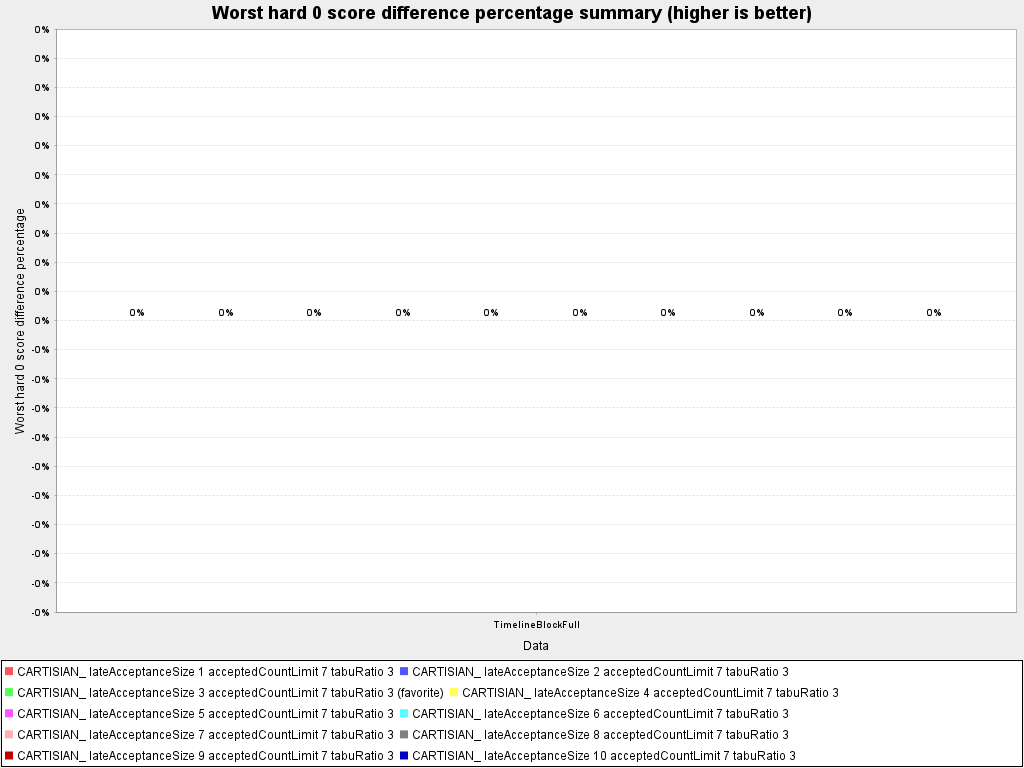 Worst hard 0 score difference percentage summary (higher is better)
0%
0%
0%
0%
0%
0%
0%
0%
0%
0%
0%
-0%
-0%
-0%
-0%
-0%
-0%
-0%
-0%
-0%
-0%
Worst hard 0 score difference percentage
0% 0% 0% 0% 0% 0% 0% 0% 0% 0%
TimelineBlockFull
Data
CARTISIAN_ lateAcceptanceSize 1 acceptedCountLimit 7 tabuRatio 3 CARTISIAN_ lateAcceptanceSize 2 acceptedCountLimit 7 tabuRatio 3
CARTISIAN_ lateAcceptanceSize 3 acceptedCountLimit 7 tabuRatio 3 (favorite) CARTISIAN_ lateAcceptanceSize 4 acceptedCountLimit 7 tabuRatio 3
CARTISIAN_ lateAcceptanceSize 5 acceptedCountLimit 7 tabuRatio 3 CARTISIAN_ lateAcceptanceSize 6 acceptedCountLimit 7 tabuRatio 3
CARTISIAN_ lateAcceptanceSize 7 acceptedCountLimit 7 tabuRatio 3 CARTISIAN_ lateAcceptanceSize 8 acceptedCountLimit 7 tabuRatio 3
CARTISIAN_ lateAcceptanceSize 9 acceptedCountLimit 7 tabuRatio 3 CARTISIAN_ lateAcceptanceSize 10 acceptedCountLimit 7 tabuRatio 3